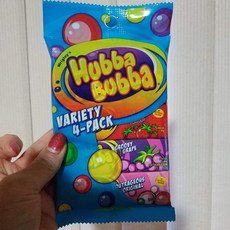 Hubba
Bubba
VARIETY
4-PACK
GROOVY
GRAPE
OUTRAGEOUS
ORIGINAL